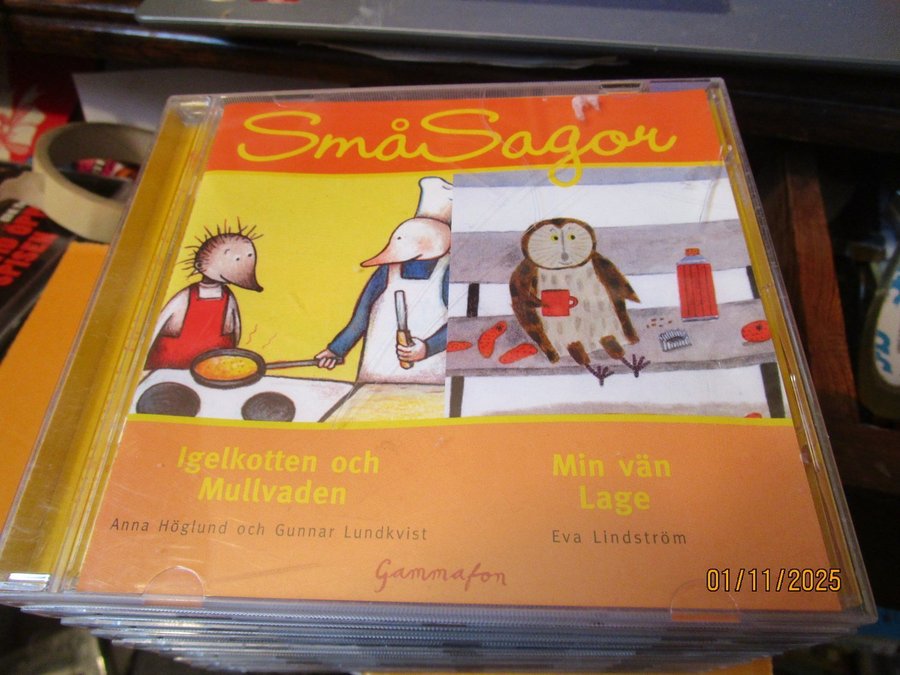 SmåSagor
Igelkotten och
Mullvaden
Anna Höglund och Gunnar Lundkvist
Min vän
Lage
Eva Lindström
Gammafon
01/11/2025